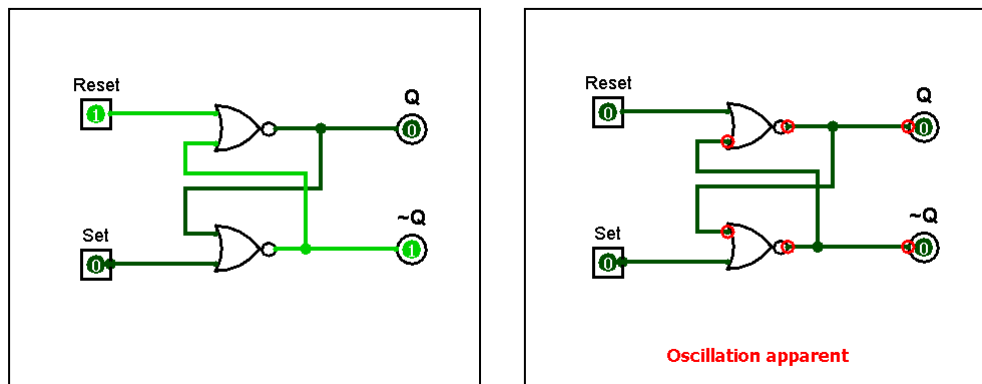 Reset
1
Q
0
Set
0
~Q
1
Reset
0
Q
0
Set
0
~Q
0
Oscillation apparent